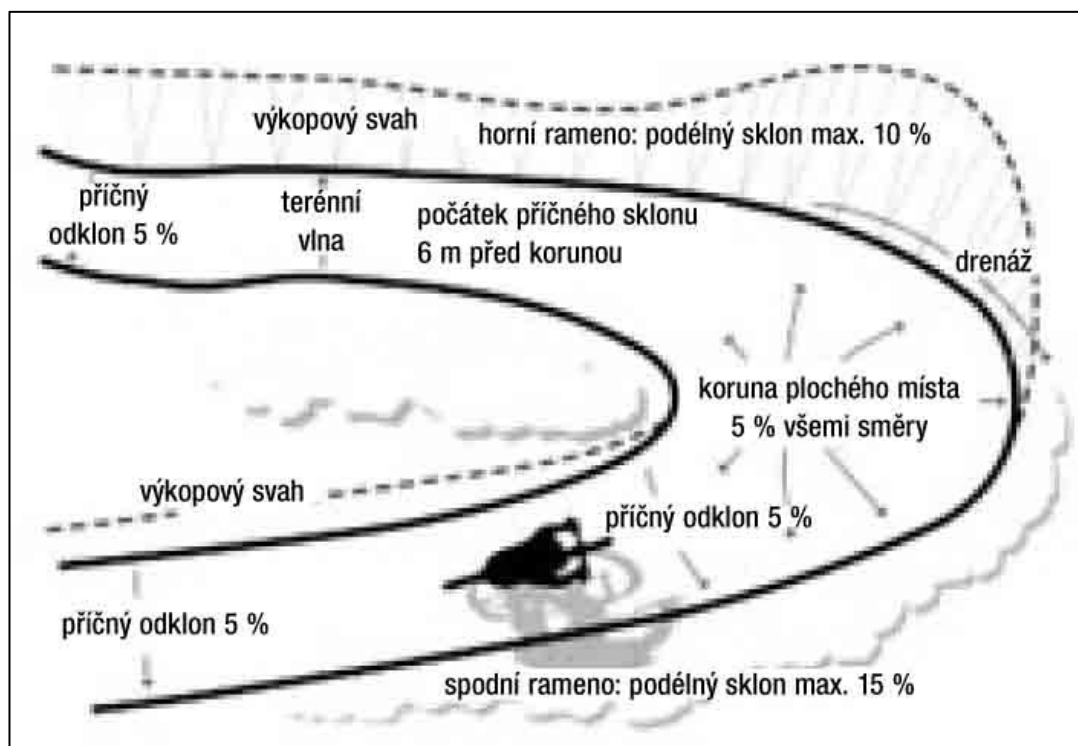 výkopový svah
horní rameno: podélný sklon max. 10 %
příčný
odklon 5 %
terénní
vlna
počátek příčného sklonu
6 m před korunou
drenáž
koruna plochého místa
5 % všemi směry
výkopový svah
příčný odklon 5 %
příčný odklon 5 %
spodní rameno: podélný sklon max. 15 %